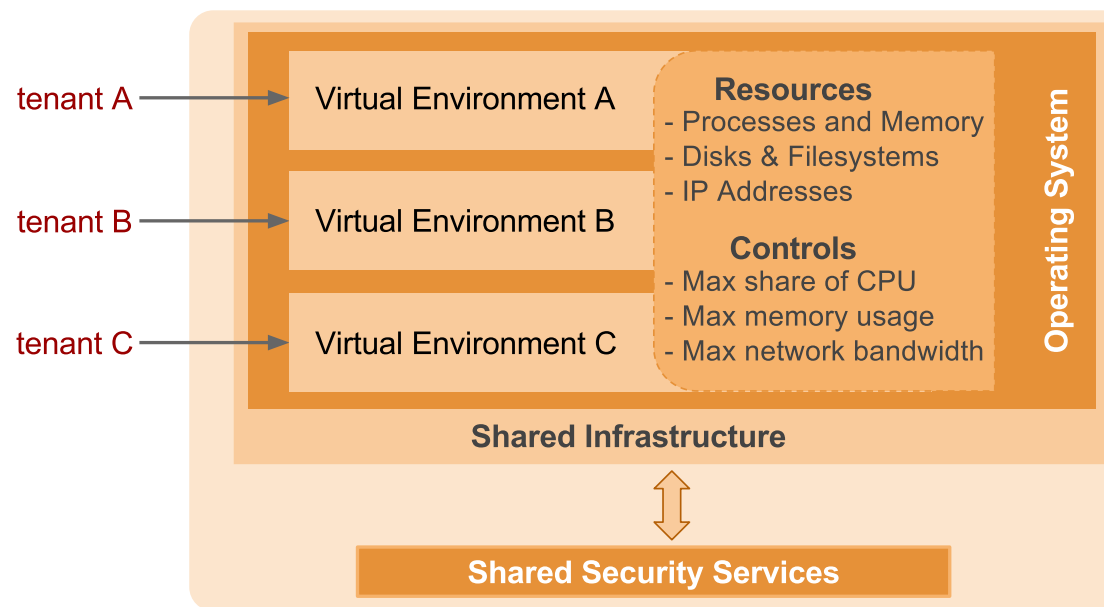 tenant A
Virtual Environment A
tenant B
Virtual Environment B
tenant C
Virtual Environment C
Resources
- Processes and Memory
- Disks & Filesystems
- IP Addresses
Controls
- Max share of CPU
- Max memory usage
- Max network bandwidth
Operating System
Shared Infrastructure
Shared Security Services